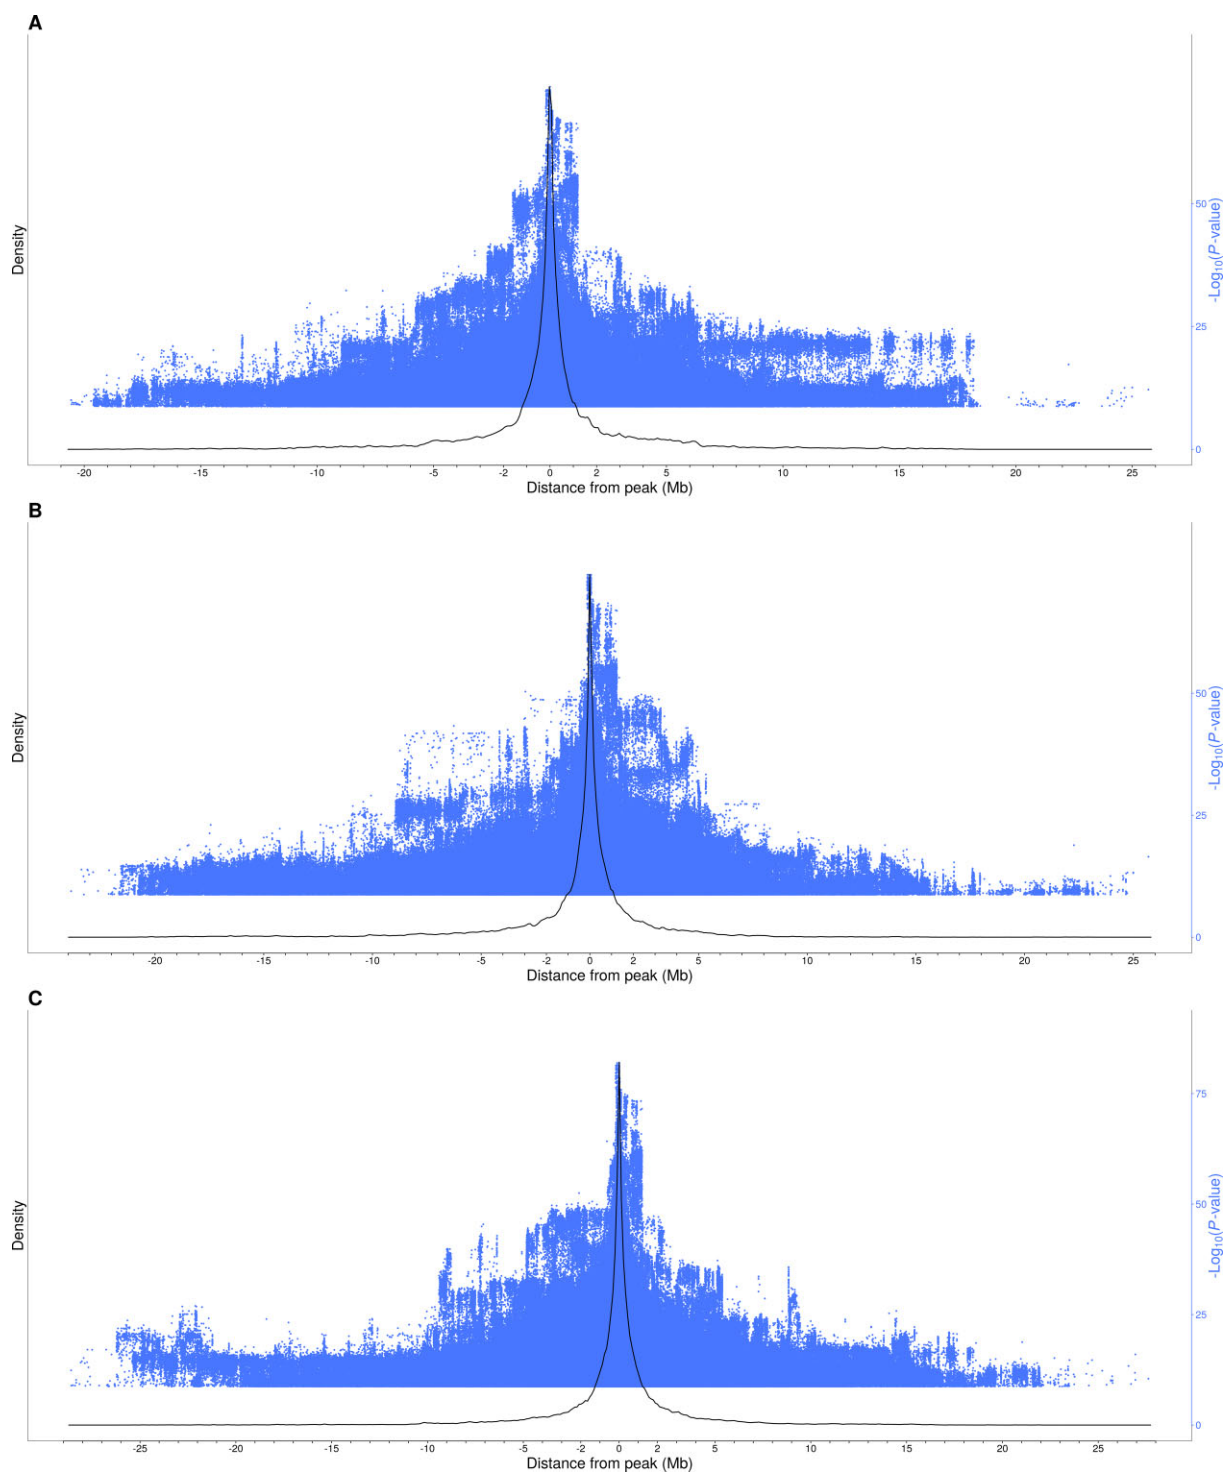 A
Density
50
25
0
-Log10(P-value)
-20 -15 -10 -5 -2 0 2 5 10 15 20 25
Distance from peak (Mb)
B
Density
50
25
0
-Log10(P-value)
-20 -15 -10 -5 -2 0 2 5 10 15 20 25
Distance from peak (Mb)
C
Density
75
50
25
0
-Log10(P-value)
-25 -20 -15 -10 -5 -2 0 2 5 10 15 20 25
Distance from peak (Mb)